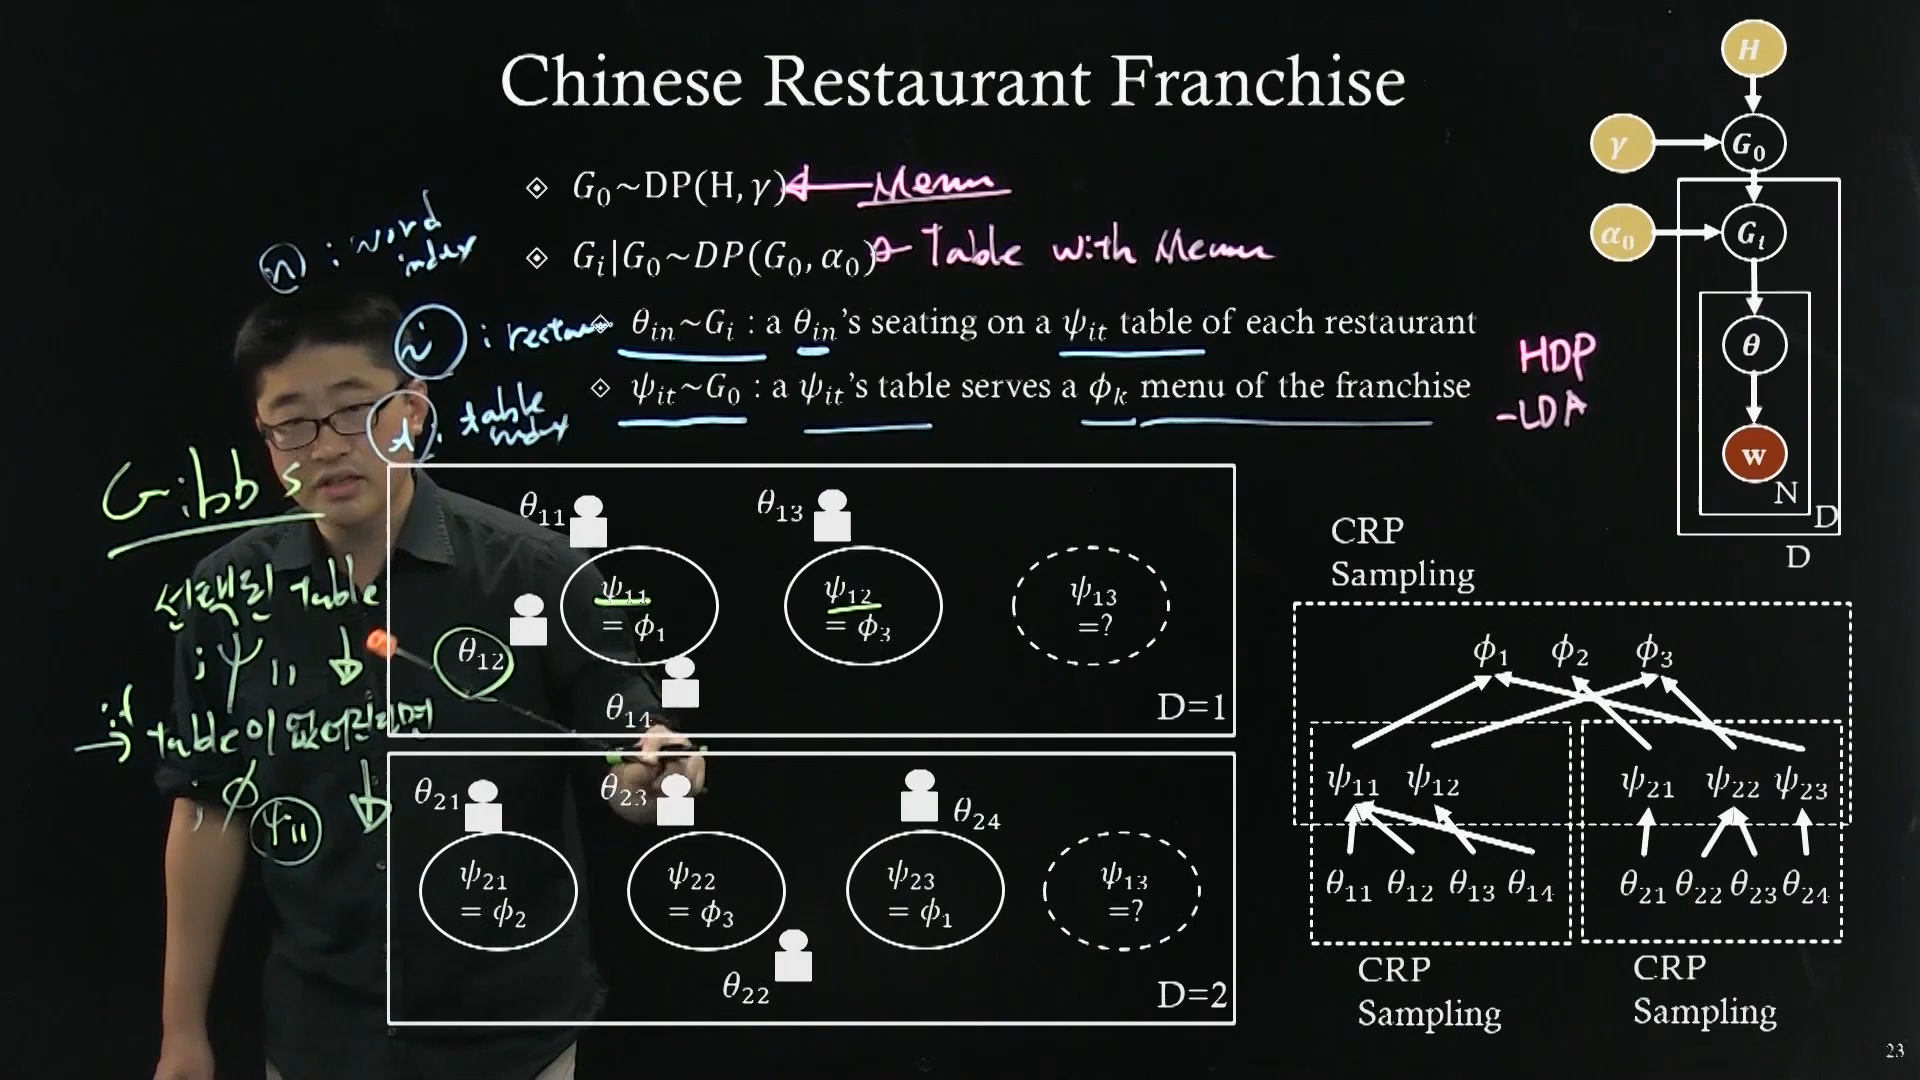 Chinese Restaurant Franchise
G₀~DP(H, γ) Menu
Gᵢ|G₀~DP(G₀, α₀) Table with Menu
θᵢₙ~Gᵢ : a θᵢₙ's seating on a ψᵢₜ table of each restaurant
ψᵢₜ~G₀ : a ψᵢₜ's table serves a ϕₖ menu of the franchise
n : word
index
i : restau
t : table
index
HDP
-LDA
Gibbs
선택된 table
; ψ₁₁ ↓
if
→ table이 없어진다면
; ϕ ψ₁₁ ↓
θ₁₁
θ₁₃
ψ₁₁
= ϕ₁
ψ₁₂
= ϕ₃
ψ₁₃
=?
θ₁₂
θ₁₄
D=1
θ₂₁
θ₂₃
θ₂₄
ψ₂₁
= ϕ₂
ψ₂₂
= ϕ₃
ψ₂₃
= ϕ₁
ψ₁₃
=?
θ₂₂
D=2
H
γ
G₀
α₀
Gᵢ
θ
w
N
D
D
CRP
Sampling
ϕ₁ ϕ₂ ϕ₃
ψ₁₁ ψ₁₂ ψ₂₁ ψ₂₂ ψ₂₃
θ₁₁ θ₁₂ θ₁₃ θ₁₄ θ₂₁ θ₂₂ θ₂₃ θ₂₄
CRP
Sampling
CRP
Sampling
23